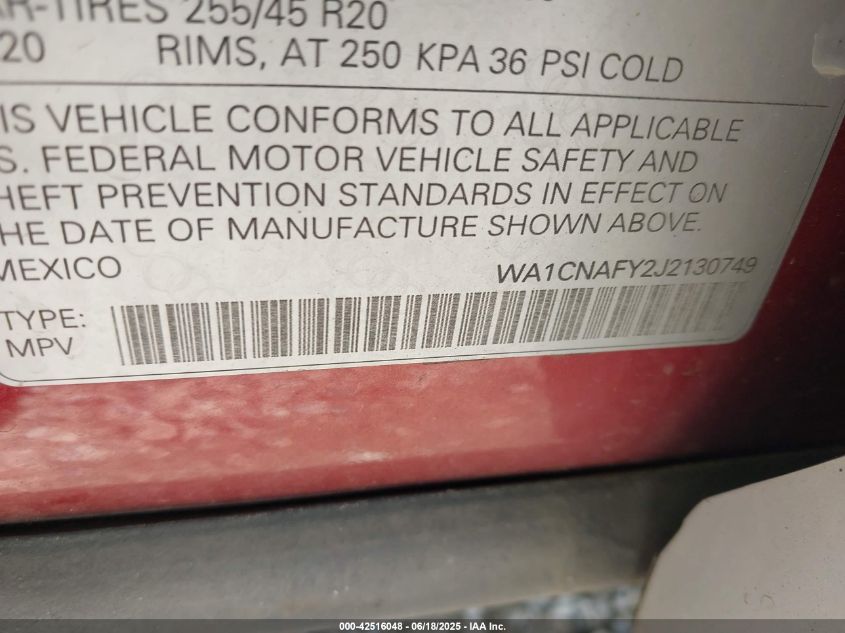 R-TIRES 255/45 R20
20 RIMS, AT 250 KPA 36 PSI COLD
IS VEHICLE CONFORMS TO ALL APPLICABLE
S. FEDERAL MOTOR VEHICLE SAFETY AND
HEFT PREVENTION STANDARDS IN EFFECT ON
HE DATE OF MANUFACTURE SHOWN ABOVE.
MEXICO WA1CNAFY2J2130749
TYPE:
MPV
000-42516048 - 06/18/2025 - IAA Inc.